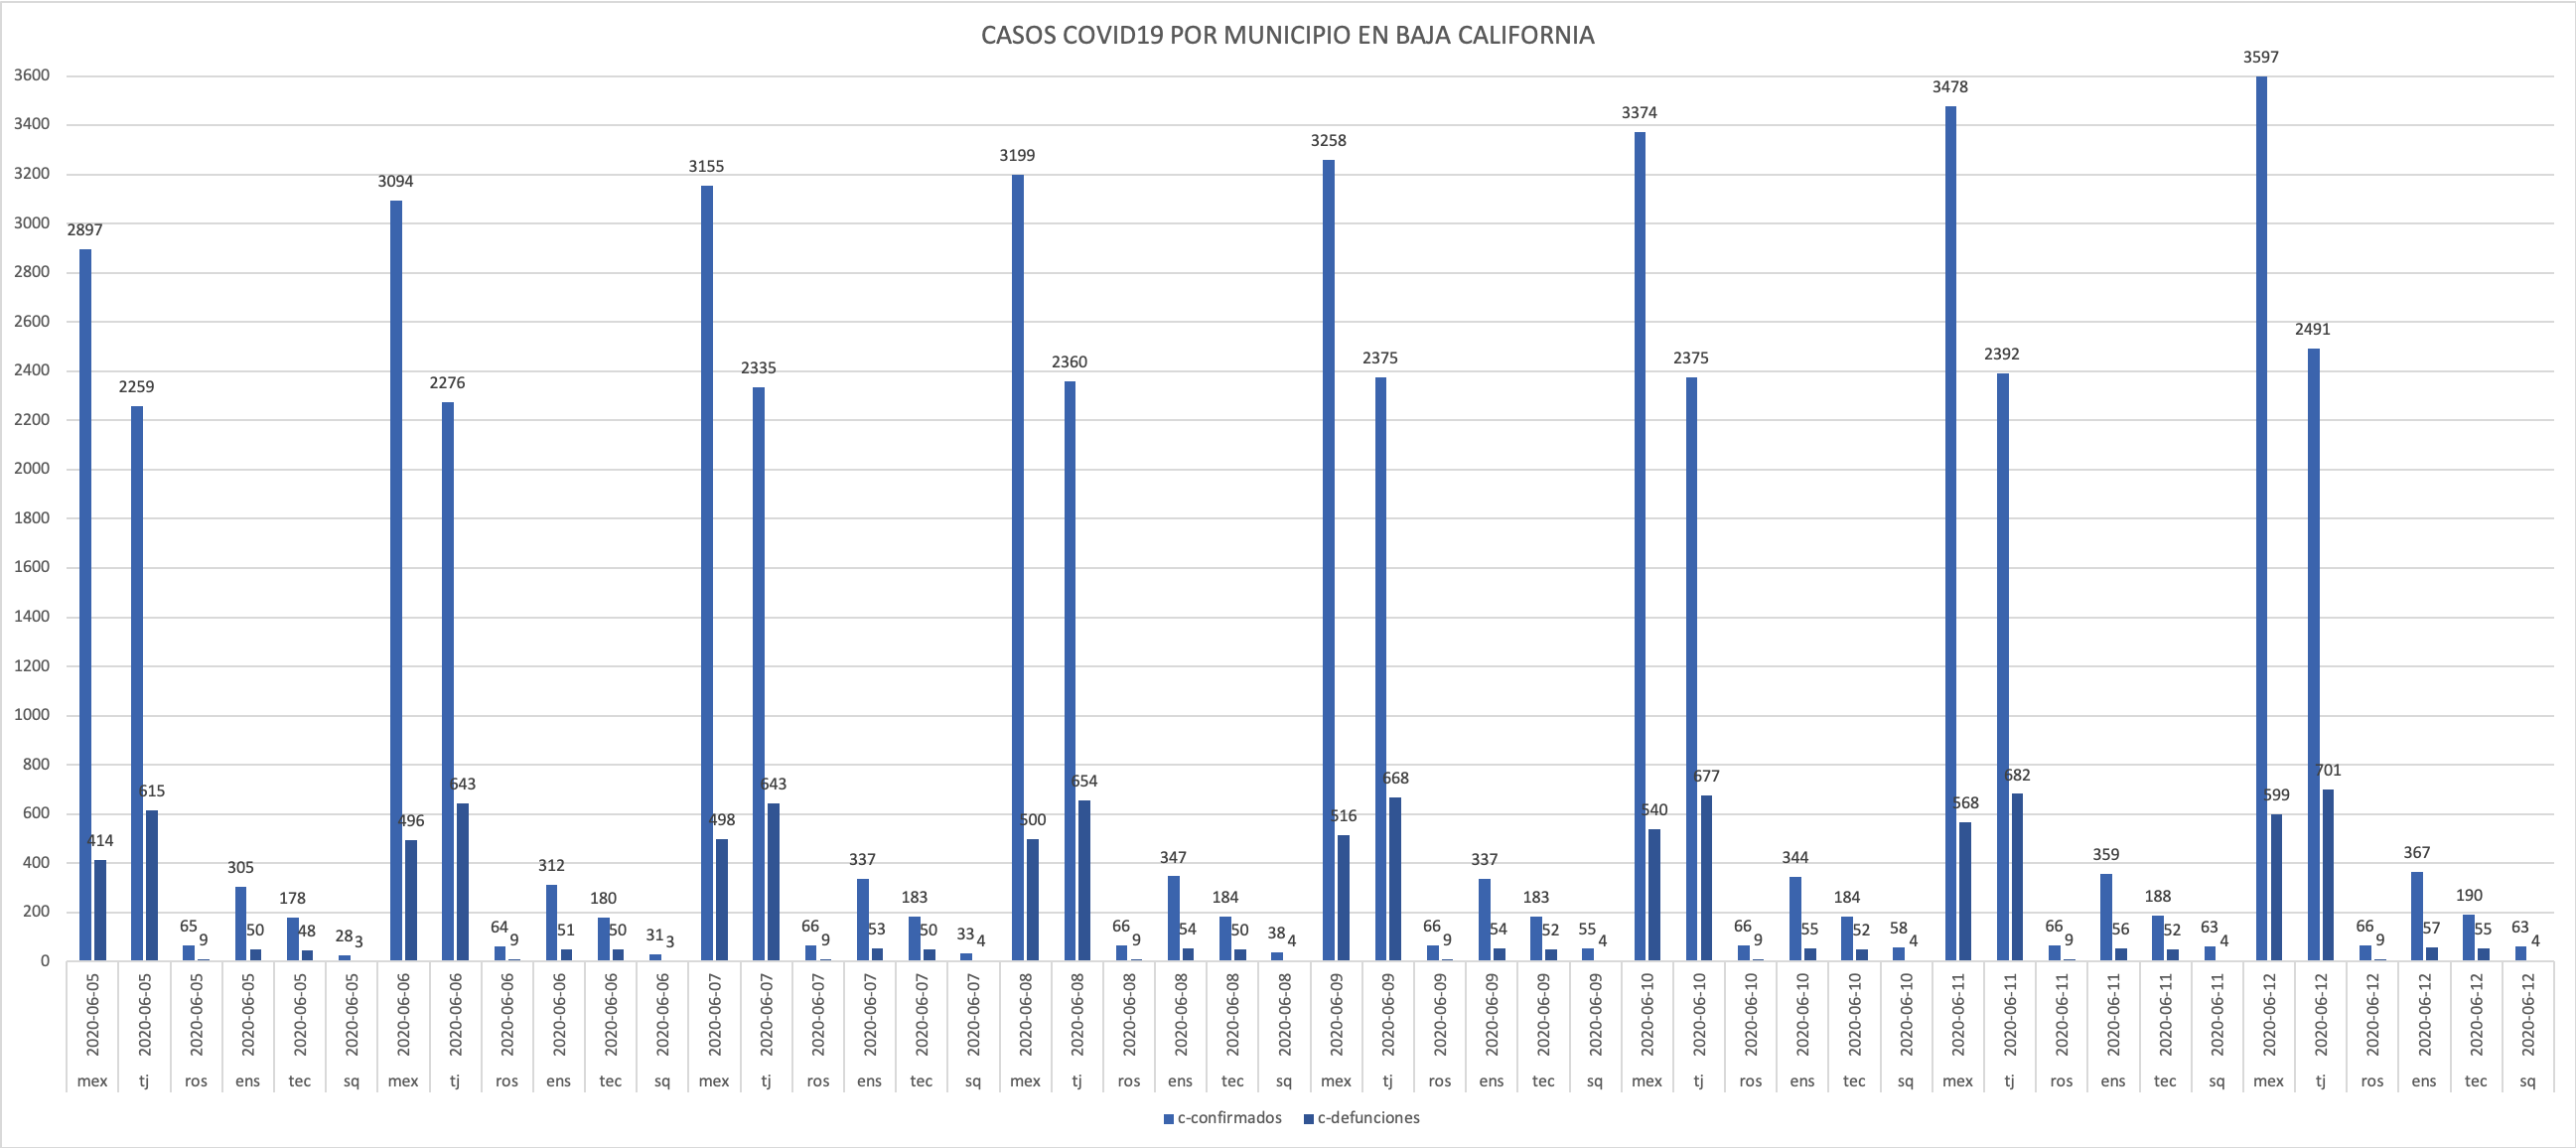 CASOS COVID19 POR MUNICIPIO EN BAJA CALIFORNIA
3600
3400
3200
3000
2800
2600
2400
2200
2000
1800
1600
1400
1200
1000
800
600
400
200
0
2897 414 2259 615 65 9 305 50 178 48 28 3
3094 496 2276 643 64 9 312 51 180 50 31 3
3155 498 2335 643 66 9 337 53 183 50 33 4
3199 500 2360 654 66 9 347 54 184 50 38 4
3258 516 2375 668 66 9 337 54 183 52 55 4
3374 540 2375 677 66 9 344 55 184 52 58 4
3478 568 2392 682 66 9 359 56 188 52 63 4
3597 599 2491 701 66 9 367 57 190 55 63 4
2020-06-05 2020-06-05 2020-06-05 2020-06-05 2020-06-05 2020-06-05 2020-06-06 2020-06-06 2020-06-06 2020-06-06 2020-06-06 2020-06-06 2020-06-07 2020-06-07 2020-06-07 2020-06-07 2020-06-07 2020-06-07 2020-06-08 2020-06-08 2020-06-08 2020-06-08 2020-06-08 2020-06-08 2020-06-09 2020-06-09 2020-06-09 2020-06-09 2020-06-09 2020-06-09 2020-06-10 2020-06-10 2020-06-10 2020-06-10 2020-06-10 2020-06-10 2020-06-11 2020-06-11 2020-06-11 2020-06-11 2020-06-11 2020-06-11 2020-06-12 2020-06-12 2020-06-12 2020-06-12 2020-06-12 2020-06-12
mex tj ros ens tec sq mex tj ros ens tec sq mex tj ros ens tec sq mex tj ros ens tec sq mex tj ros ens tec sq mex tj ros ens tec sq mex tj ros ens tec sq mex tj ros ens tec sq
c-confirmados c-defunciones